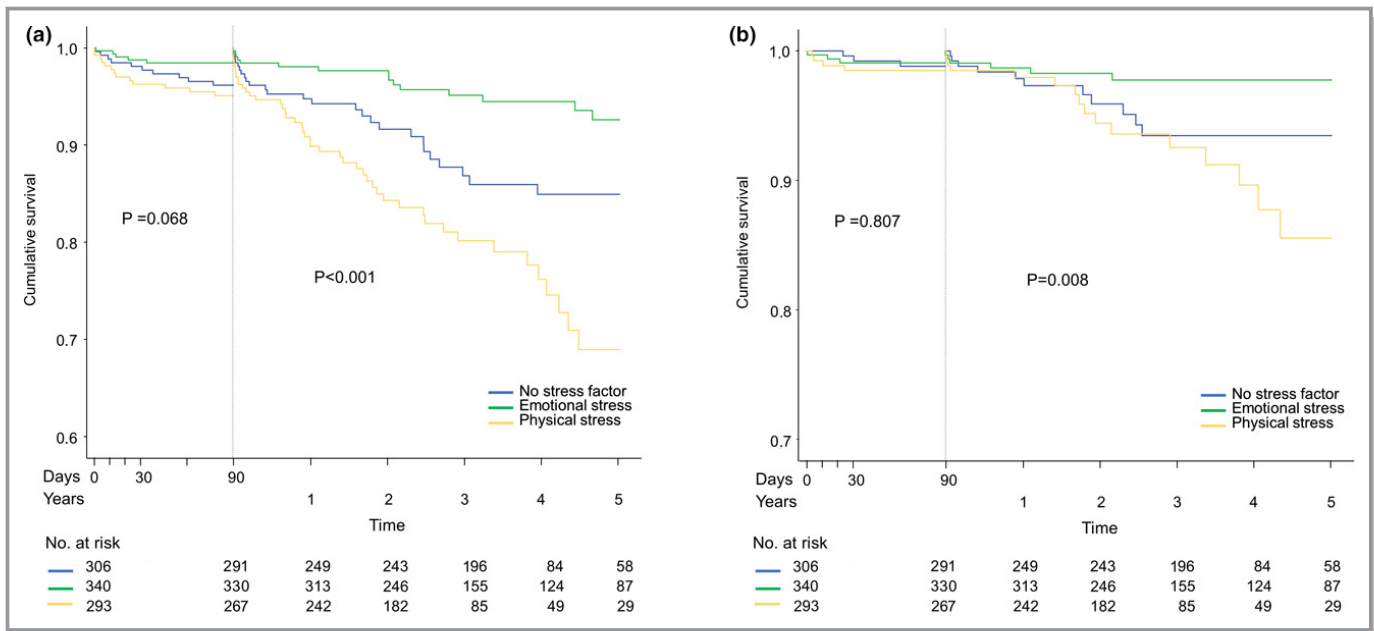 (a)
1.0
0.9
0.8
0.7
0.6
Cumulative survival
P =0.068
P<0.001
No stress factor
Emotional stress
Physical stress
Days 0 30 90
Years 1 2 3 4 5
Time
No. at risk
306 291 249 243 196 84 58
340 330 313 246 155 124 87
293 267 242 182 85 49 29
(b)
1.0
0.9
0.8
0.7
Cumulative survival
P =0.807
P=0.008
No stress factor
Emotional stress
Physical stress
Days 0 30 90
Years 1 2 3 4 5
Time
No. at risk
306 291 249 243 196 84 58
340 330 313 246 155 124 87
293 267 242 182 85 49 29